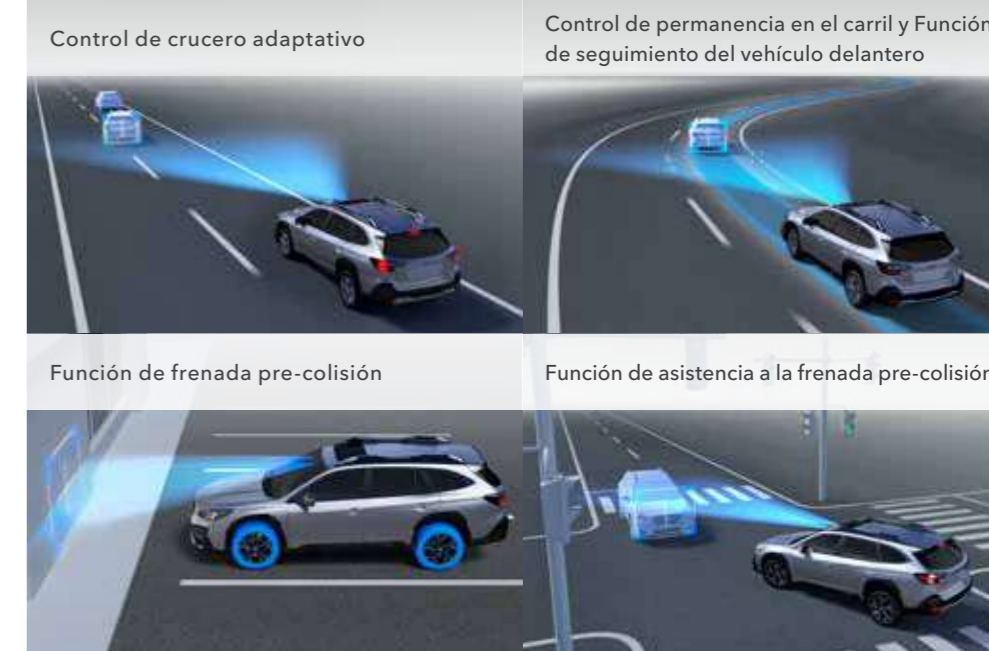 Control de crucero adaptativo
Control de permanencia en el carril y Función
de seguimiento del vehículo delantero
Función de frenada pre-colisión
Función de asistencia a la frenada pre-colisión